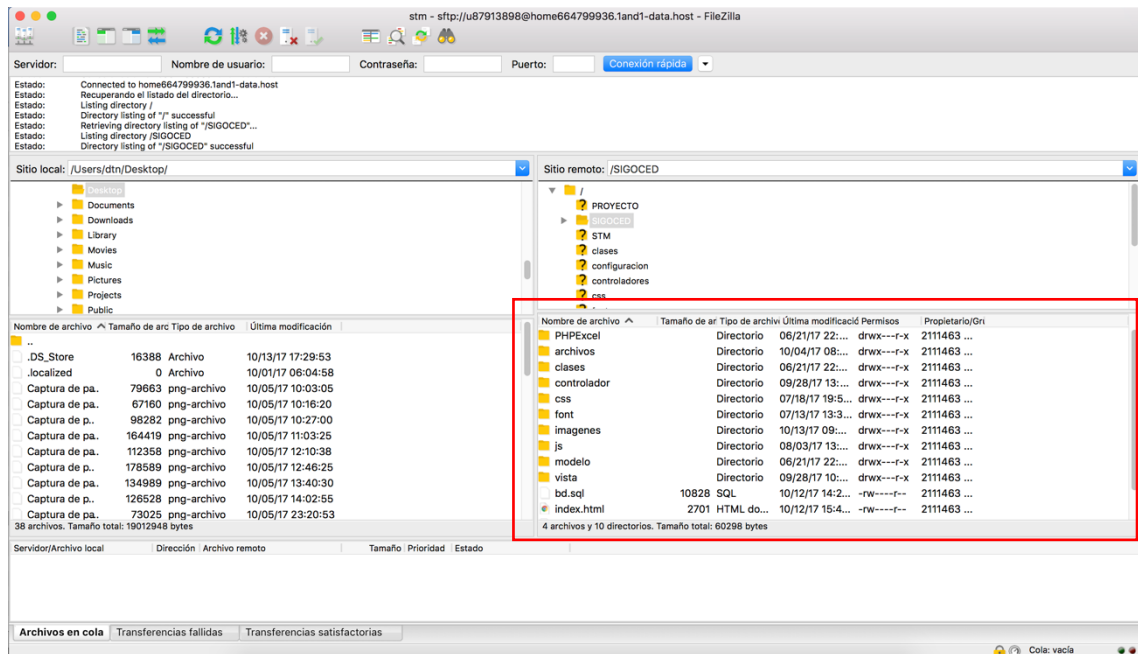 stm - sftp://u87913898@home664799936.1and1-data.host - FileZilla
Servidor: Nombre de usuario: Contraseña: Puerto: Conexión rápida
Estado: Connected to home664799936.1and1-data.host
Estado: Recuperando el listado del directorio...
Estado: Listing directory /
Estado: Directory listing of "/" successful
Estado: Retrieving directory listing of "/SIGOCED"...
Estado: Listing directory /SIGOCED
Estado: Directory listing of "/SIGOCED" successful
Sitio local: /Users/dtn/Desktop/
Desktop
Documents
Downloads
Library
Movies
Music
Pictures
Projects
Public
Nombre de archivo Tamaño de arc Tipo de archivo Última modificación
..
.DS_Store 16388 Archivo 10/13/17 17:29:53
.localized 0 Archivo 10/01/17 06:04:58
Captura de pa.. 79663 png-archivo 10/05/17 10:03:05
Captura de pa.. 67160 png-archivo 10/05/17 10:16:20
Captura de p.. 98282 png-archivo 10/05/17 10:27:00
Captura de pa.. 164419 png-archivo 10/05/17 11:03:25
Captura de pa.. 112358 png-archivo 10/05/17 12:10:38
Captura de p.. 178589 png-archivo 10/05/17 12:46:25
Captura de pa.. 134989 png-archivo 10/05/17 13:40:30
Captura de p.. 126528 png-archivo 10/05/17 14:02:55
Captura de pa.. 73025 png-archivo 10/05/17 23:20:53
38 archivos. Tamaño total: 19012948 bytes
Sitio remoto: /SIGOCED
/
PROYECTO
SIGOCED
STM
clases
configuracion
controladores
css
Nombre de archivo Tamaño de ar Tipo de archivo Última modificació Permisos Propietario/Gru
PHPExcel Directorio 06/21/17 22:... drwx---r-x 2111463 ...
archivos Directorio 10/04/17 08:... drwx---r-x 2111463 ...
clases Directorio 06/21/17 22:... drwx---r-x 2111463 ...
controlador Directorio 09/28/17 13:... drwx---r-x 2111463 ...
css Directorio 07/18/17 19:5... drwx---r-x 2111463 ...
font Directorio 07/13/17 13:3... drwx---r-x 2111463 ...
imagenes Directorio 10/13/17 09:... drwx---r-x 2111463 ...
js Directorio 08/03/17 13:... drwx---r-x 2111463 ...
modelo Directorio 06/21/17 22:... drwx---r-x 2111463 ...
vista Directorio 09/28/17 10:... drwx---r-x 2111463 ...
bd.sql 10828 SQL 10/12/17 14:2... -rw----r-- 2111463 ...
index.html 2701 HTML do... 10/12/17 15:4... -rw----r-- 2111463 ...
4 archivos y 10 directorios. Tamaño total: 60298 bytes
Servidor/Archivo local Dirección Archivo remoto Tamaño Prioridad Estado
Archivos en cola Transferencias fallidas Transferencias satisfactorias
Cola: vacía